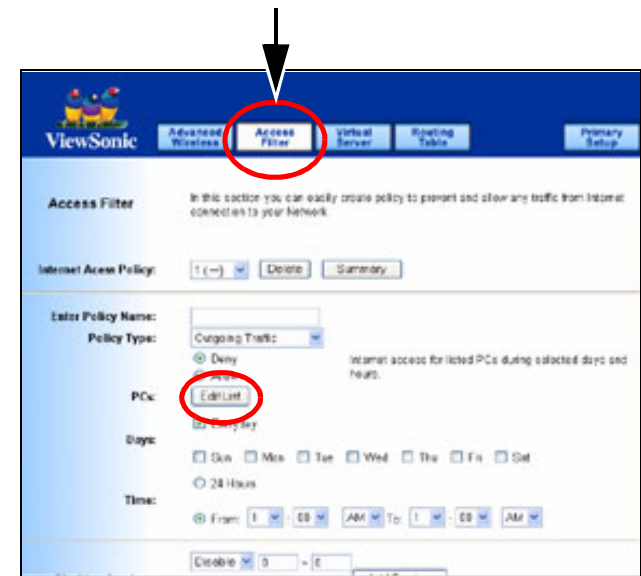 ViewSonic
Advanced Wireless
Access Filter
Virtual Server
Routing Table
Primary Setup
Access Filter
In this section you can easily create policy to prevent and allow any traffic from Internet
connection to your Network.
Internet Acess Policy: 1 (--) Delete Summary
Enter Policy Name:
Policy Type: Outgoing Traffic
Deny
Internet access for listed PCs during selected days and
hours.
PCs: Edit List
Everyday
Days:
Sun Mon Tue Wed Thu Fri Sat
24 Hours
Time:
From: 1 : 00 AM To: 1 : 00 AM
Disable 0 ~ 0